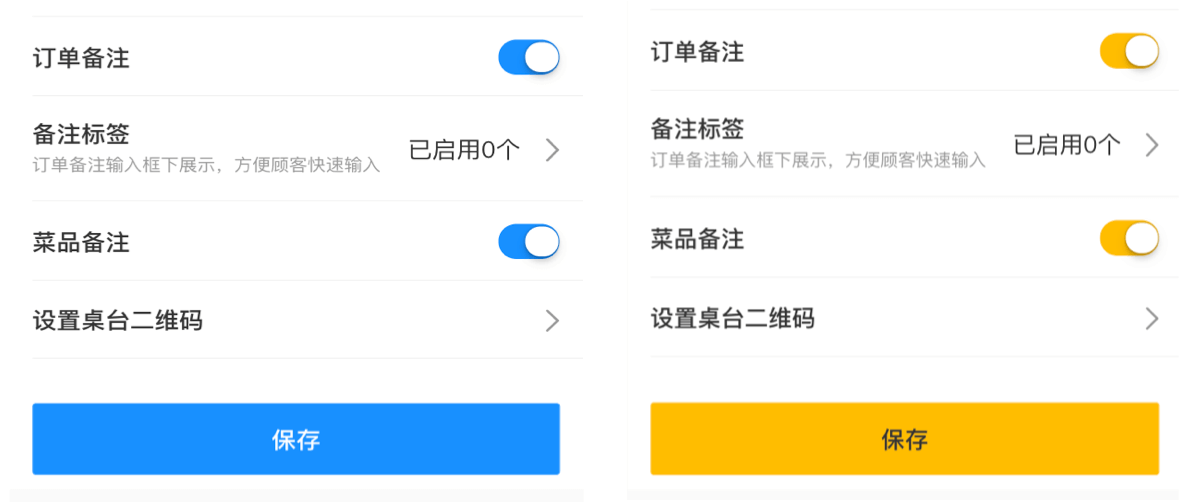 订单备注
备注标签
订单备注输入框下展示，方便顾客快速输入
已启用0个
菜品备注
设置桌台二维码
保存
订单备注
备注标签
订单备注输入框下展示，方便顾客快速输入
已启用0个
菜品备注
设置桌台二维码
保存